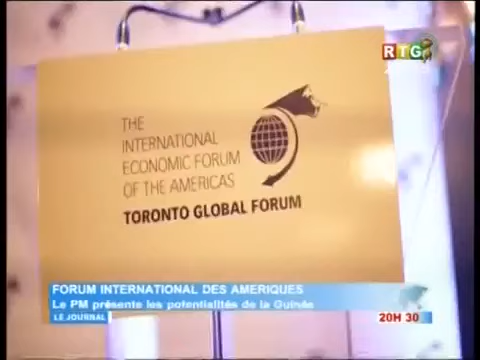 RTG
THE
INTERNATIONAL
ECONOMIC FORUM
OF THE AMERICAS
TORONTO GLOBAL FORUM
FORUM INTERNATIONAL DES AMERIQUES
Le PM présente les potentialités de la Guinée
LE JOURNAL
20H 30